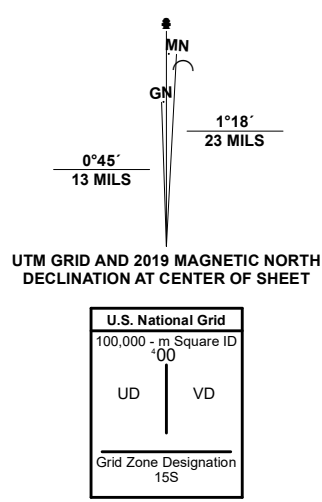 MN
GN
1°18´
23 MILS
0°45´
13 MILS
UTM GRID AND 2019 MAGNETIC NORTH
DECLINATION AT CENTER OF SHEET
U.S. National Grid
100,000 - m Square ID
400
UD VD
Grid Zone Designation
15S